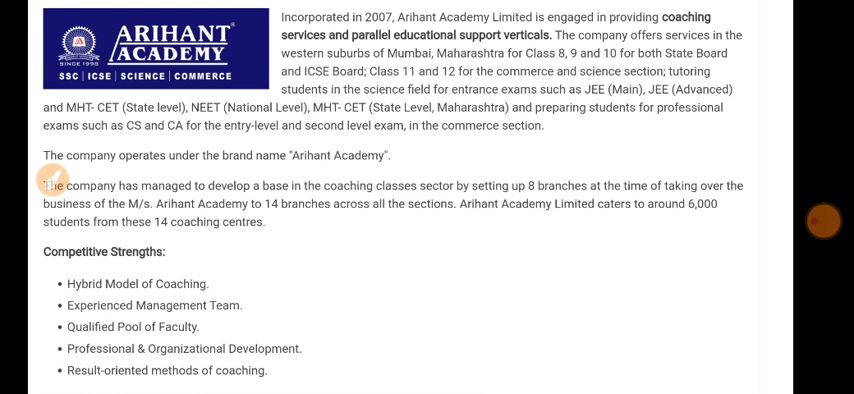 ARIHANT
ACADEMY
SINCE 1998
SSC | ICSE | SCIENCE | COMMERCE
Incorporated in 2007, Arihant Academy Limited is engaged in providing coaching
services and parallel educational support verticals. The company offers services in the
western suburbs of Mumbai, Maharashtra for Class 8, 9 and 10 for both State Board
and ICSE Board; Class 11 and 12 for the commerce and science section; tutoring
students in the science field for entrance exams such as JEE (Main), JEE (Advanced)
and MHT- CET (State level), NEET (National Level), MHT- CET (State Level, Maharashtra) and preparing students for professional
exams such as CS and CA for the entry-level and second level exam, in the commerce section.
The company operates under the brand name "Arihant Academy".
The company has managed to develop a base in the coaching classes sector by setting up 8 branches at the time of taking over the
business of the M/s. Arihant Academy to 14 branches across all the sections. Arihant Academy Limited caters to around 6,000
students from these 14 coaching centres.
Competitive Strengths:
• Hybrid Model of Coaching.
• Experienced Management Team.
• Qualified Pool of Faculty.
• Professional & Organizational Development.
• Result-oriented methods of coaching.